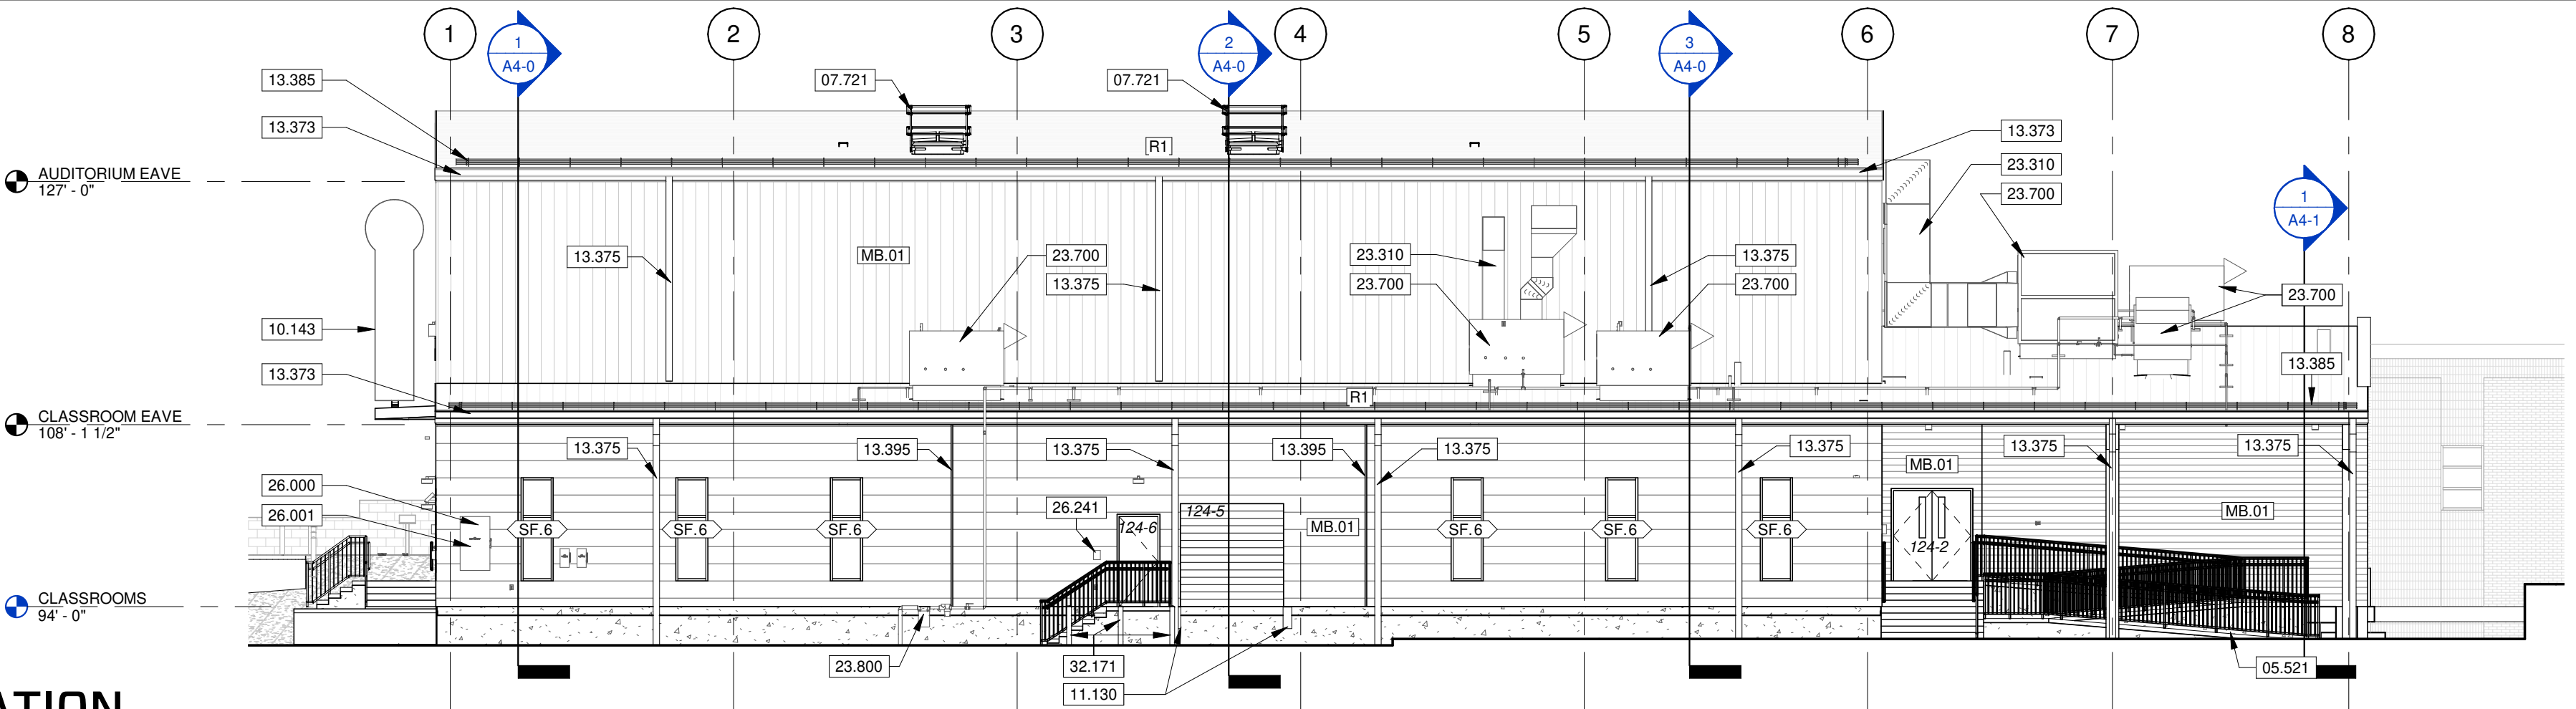 1 2 3 4 5 6 7 8
1
A4-0
2
A4-0
3
A4-0
13.385
07.721
07.721
13.373
13.373
R1
23.310
AUDITORIUM EAVE
127' - 0"
23.700
1
A4-1
13.375
MB.01
23.700
13.375
23.310
23.700
13.375
23.700
23.700
10.143
13.373
13.385
R1
CLASSROOM EAVE
108' - 1 1/2"
13.375
13.395
13.375
13.395
13.375
13.375
13.375
13.375
MB.01
26.000
26.001
26.241
124-5
124-6
MB.01
MB.01
SF.6
SF.6
SF.6
SF.6
SF.6
SF.6
124-2
CLASSROOMS
94' - 0"
23.800
32.171
11.130
05.521
ATION